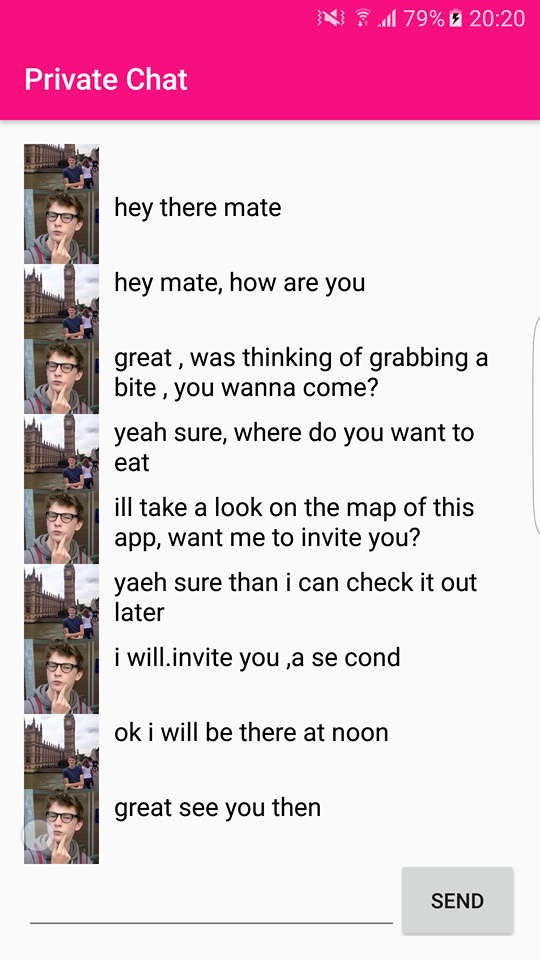 79% 20:20
Private Chat
hey there mate
hey mate, how are you
great , was thinking of grabbing a
bite , you wanna come?
yeah sure, where do you want to
eat
ill take a look on the map of this
app, want me to invite you?
yaeh sure than i can check it out
later
i will.invite you ,a se cond
ok i will be there at noon
great see you then
SEND